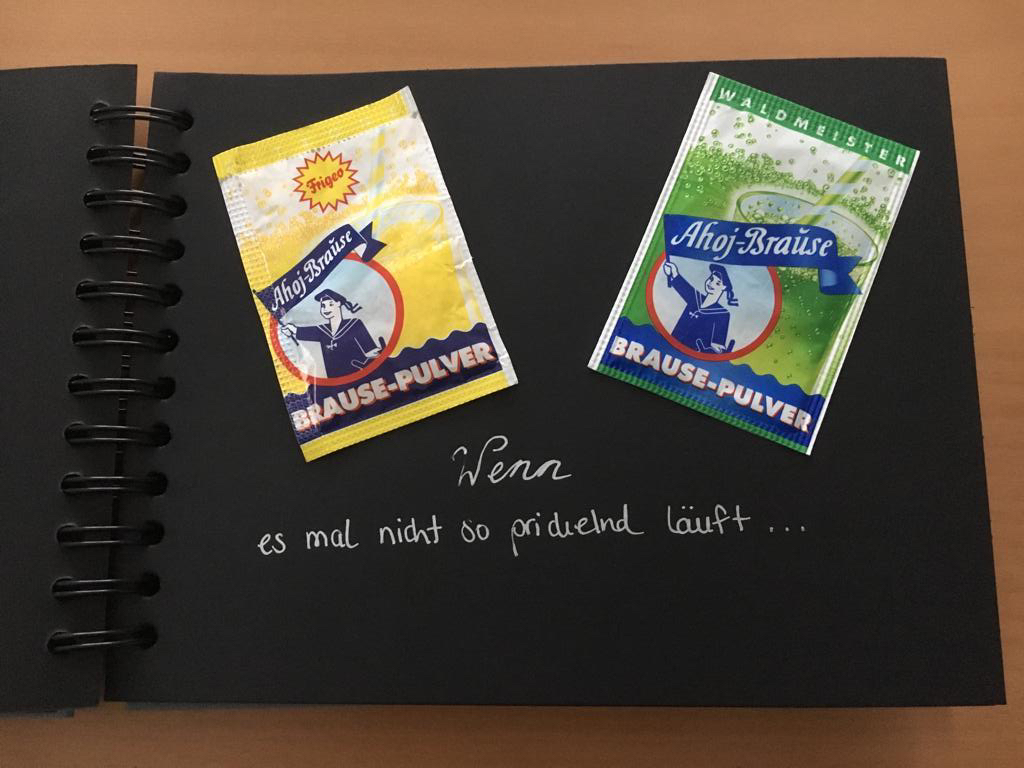 Frigeo
Ahoj-Brause
BRAUSE-PULVER
WALDMEISTER
Ahoj-Brause
BRAUSE-PULVER
Wenn
es mal nicht so prickelnd läuft ...